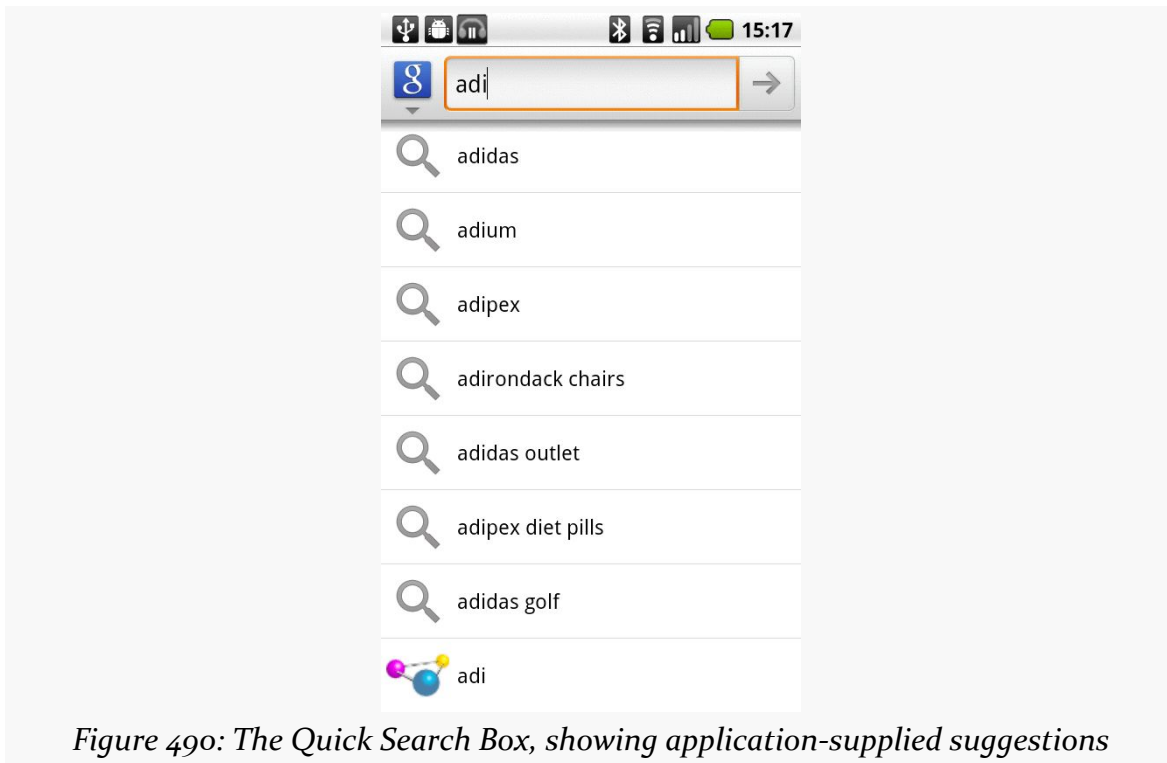 15:17
g adi
adidas
adium
adipex
adirondack chairs
adidas outlet
adipex diet pills
adidas golf
adi
Figure 490: The Quick Search Box, showing application-supplied suggestions